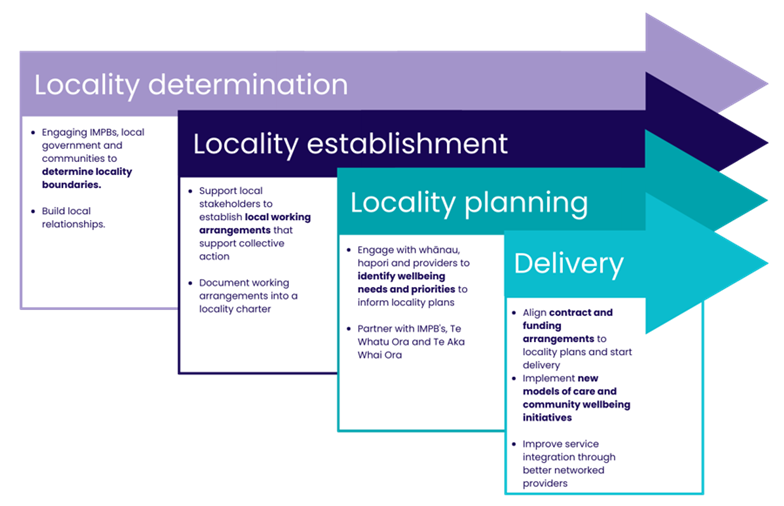 Locality determination
• Engaging IMPBs, local
government and
communities to
determine locality
boundaries.
• Build local
relationships.
Locality establishment
• Support local
stakeholders to
establish local working
arrangements that
support collective
action
• Document working
arrangements into a
locality charter
Locality planning
• Engage with whānau,
hapori and providers to
identify wellbeing
needs and priorities to
inform locality plans
• Partner with IMPB's, Te
Whatu Ora and Te Aka
Whai Ora
Delivery
• Align contract and
funding
arrangements to
locality plans and start
delivery
• Implement new
models of care and
community wellbeing
initiatives
• Improve service
integration through
better networked
providers